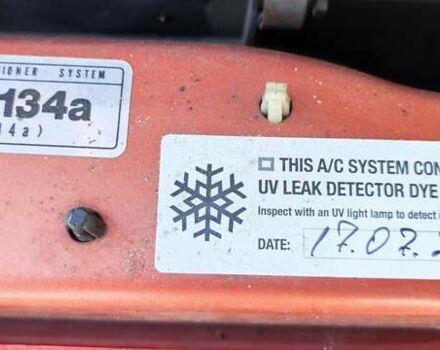 IONER SYSTEM
134a
14a)
THIS A/C SYSTEM CON
UV LEAK DETECTOR DYE
Inspect with an UV light lamp to detect
DATE: 17.07.